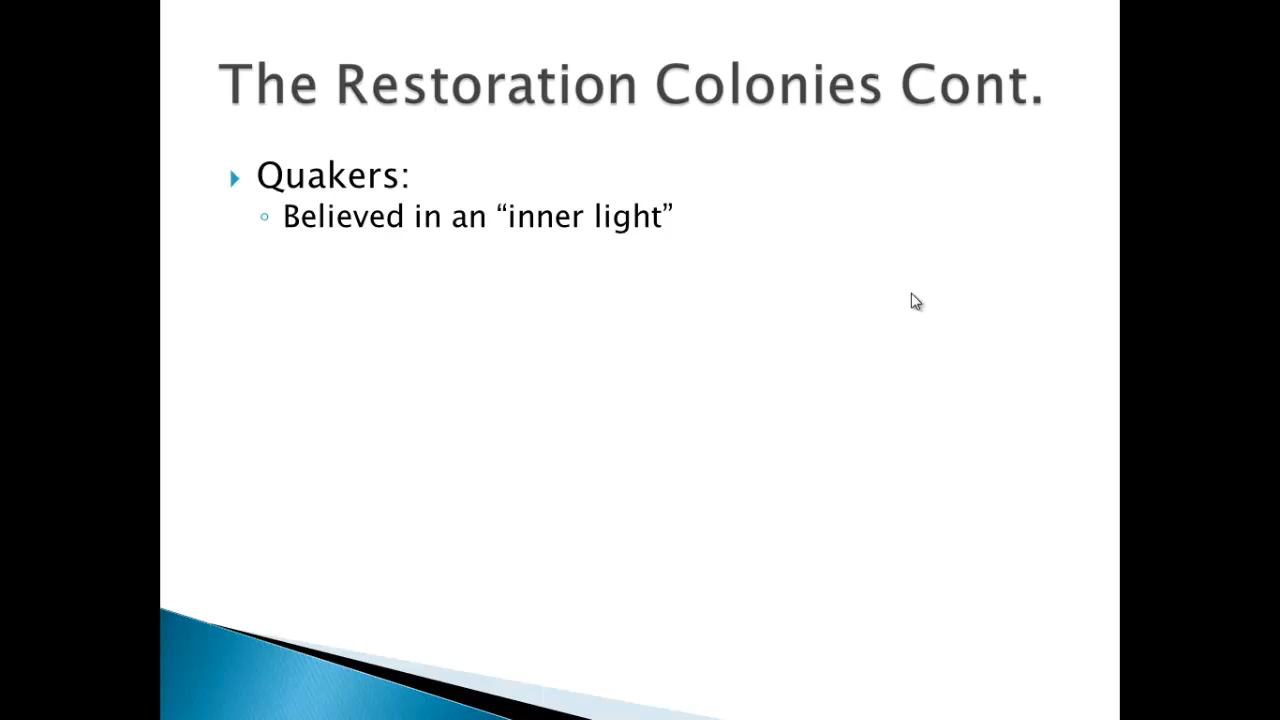 The Restoration Colonies Cont.
Quakers:
Believed in an “inner light”